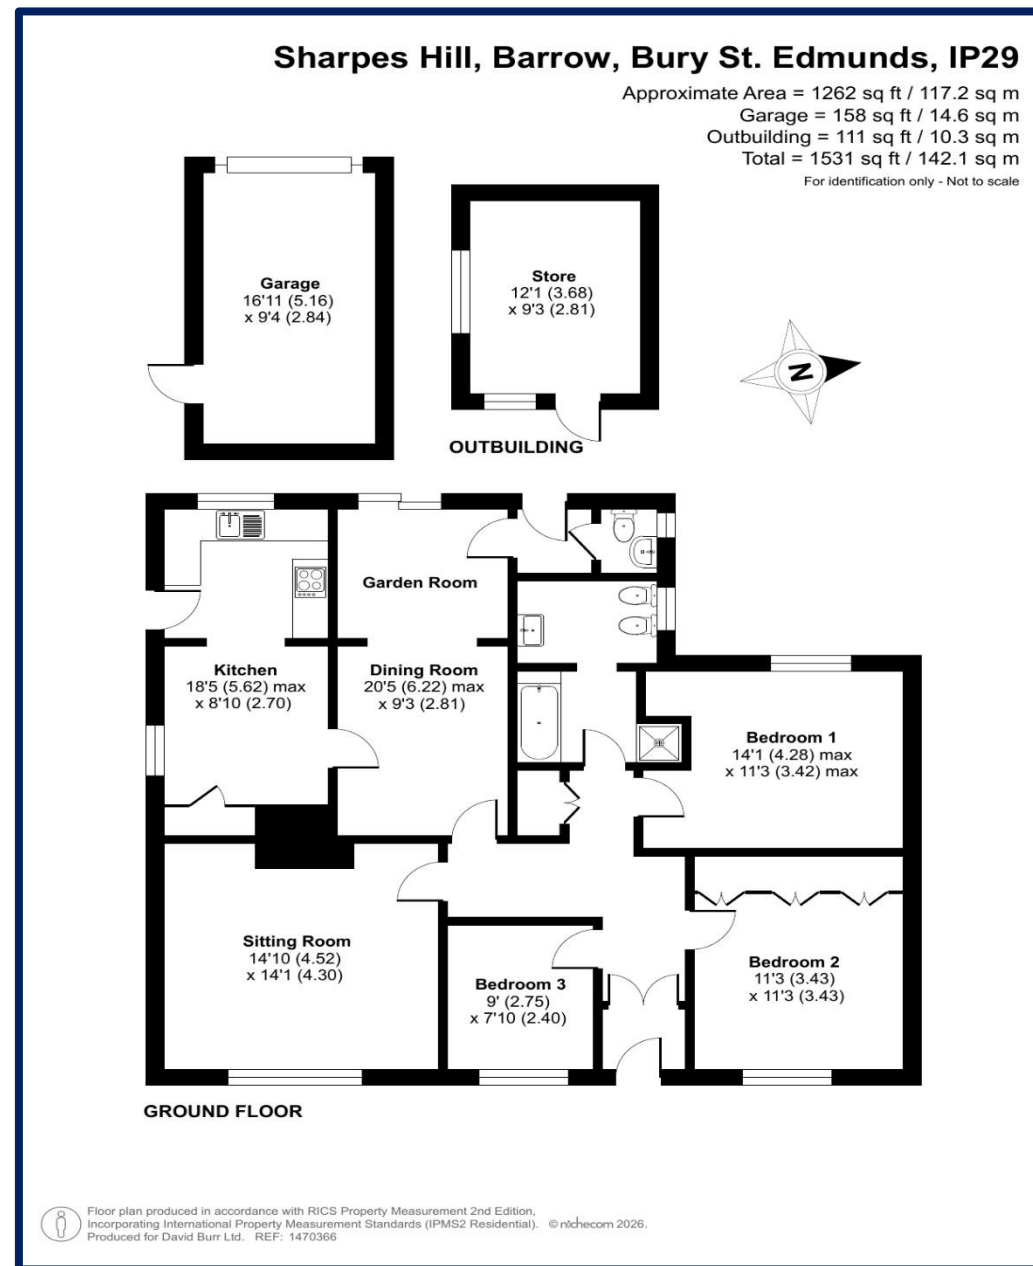 Sharpes Hill, Barrow, Bury St. Edmunds, IP29
Approximate Area = 1262 sq ft / 117.2 sq m
Garage = 158 sq ft / 14.6 sq m
Outbuilding = 111 sq ft / 10.3 sq m
Total = 1531 sq ft / 142.1 sq m
For identification only - Not to scale
Garage
16'11 (5.16)
x 9'4 (2.84)
Store
12'1 (3.68)
x 9'3 (2.81)
N
OUTBUILDING
Garden Room
Kitchen
18'5 (5.62) max
x 8'10 (2.70)
Dining Room
20'5 (6.22) max
x 9'3 (2.81)
Bedroom 1
14'1 (4.28) max
x 11'3 (3.42) max
Sitting Room
14'10 (4.52)
x 14'1 (4.30)
Bedroom 3
9' (2.75)
x 7'10 (2.40)
Bedroom 2
11'3 (3.43)
x 11'3 (3.43)
GROUND FLOOR
Floor plan produced in accordance with RICS Property Measurement 2nd Edition,
Incorporating International Property Measurement Standards (IPMS2 Residential). © nichecom 2026.
Produced for David Burr Ltd. REF: 1470366